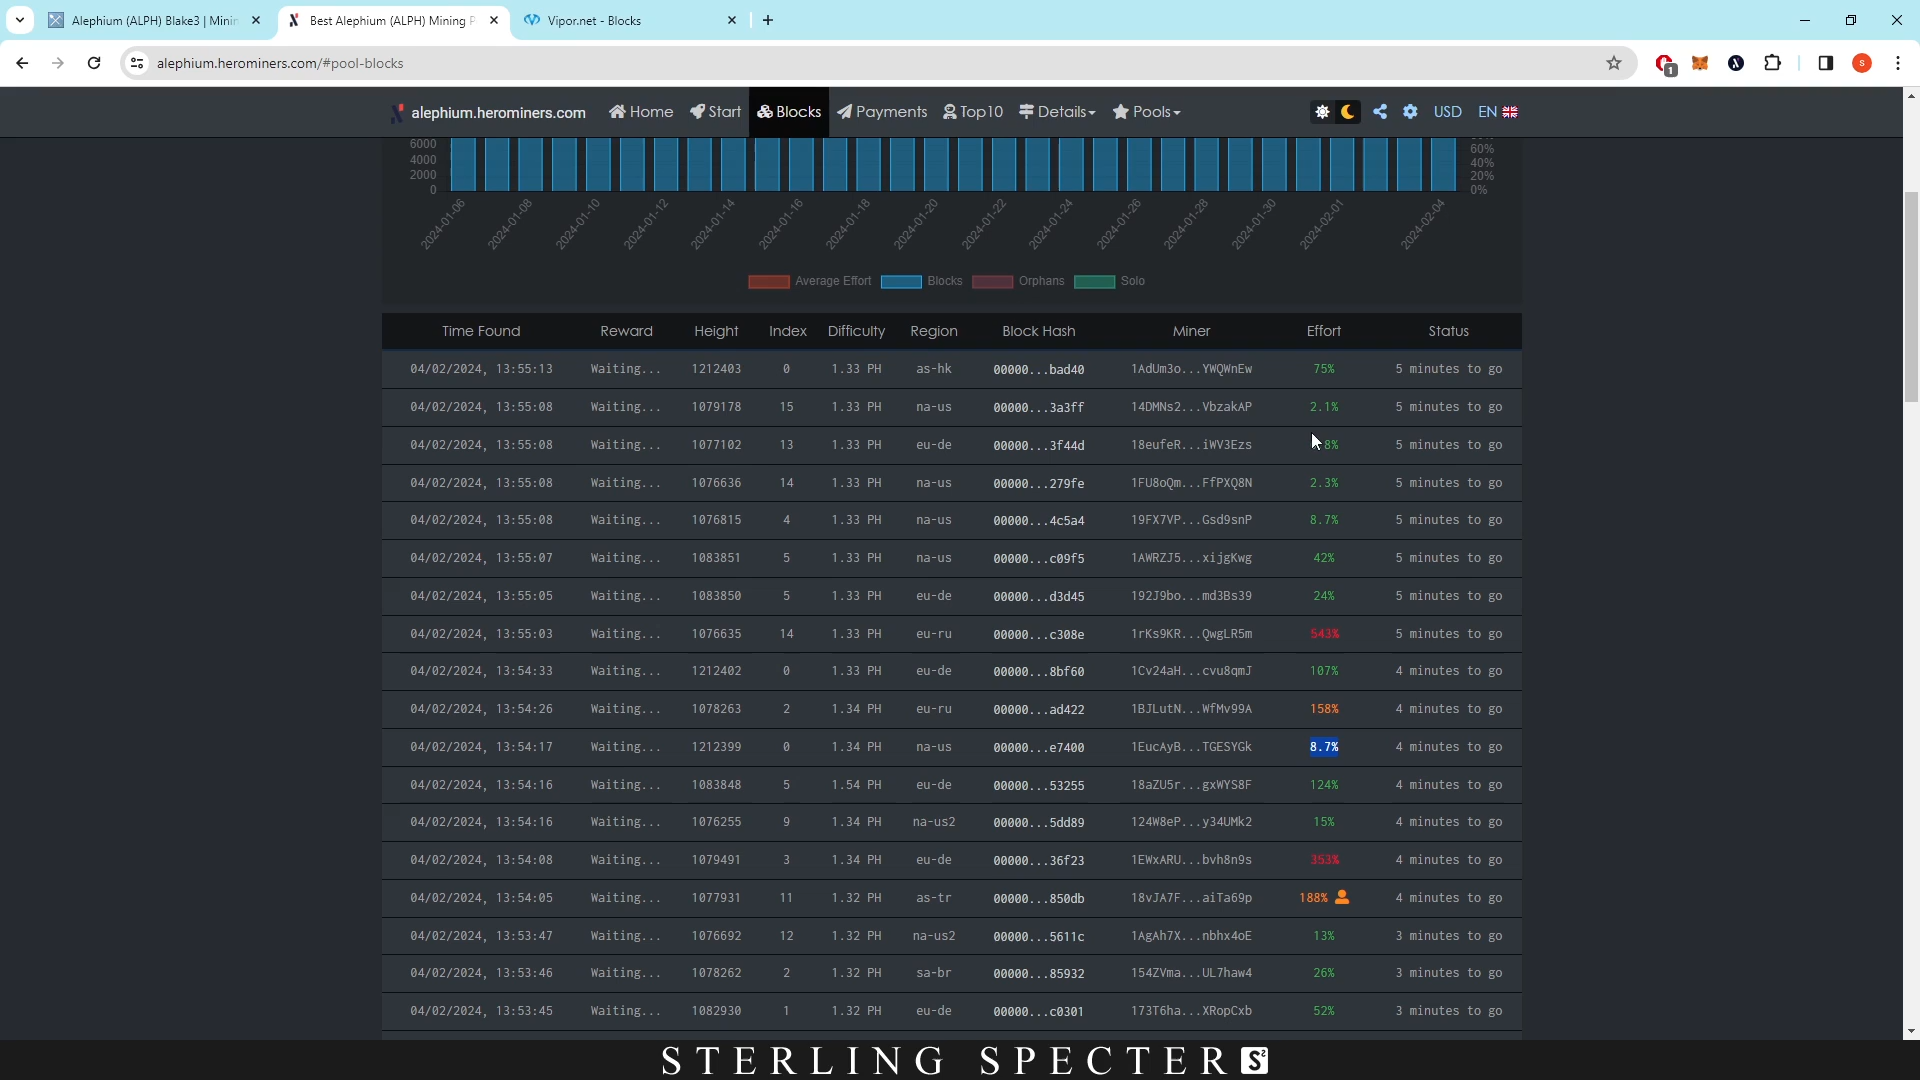 Alephium (ALPH) Blake3 | Minin
Best Alephium (ALPH) Mining P
Vipor.net - Blocks
alephium.herominers.com/#pool-blocks
1
S
alephium.herominers.com Home Start Blocks Payments Top10 Details Pools USD EN
6000
4000
2000
0
60%
40%
20%
0%
2024-01-06 2024-01-08 2024-01-10 2024-01-12 2024-01-14 2024-01-16 2024-01-18 2024-01-20 2024-01-22 2024-01-24 2024-01-26 2024-01-28 2024-01-30 2024-02-01 2024-02-04
Average Effort Blocks Orphans Solo
Time Found Reward Height Index Difficulty Region Block Hash Miner Effort Status
04/02/2024, 13:55:13 Waiting... 1212403 0 1.33 PH as-hk 00000...bad40 1AdUm3o...YWQWnEw 75% 5 minutes to go
04/02/2024, 13:55:08 Waiting... 1079178 15 1.33 PH na-us 00000...3a3ff 14DMNs2...VbzakAP 2.1% 5 minutes to go
04/02/2024, 13:55:08 Waiting... 1077102 13 1.33 PH eu-de 00000...3f44d 18eufeR...iWV3Ezs 8% 5 minutes to go
04/02/2024, 13:55:08 Waiting... 1076636 14 1.33 PH na-us 00000...279fe 1FU8oQm...FfPXQ8N 2.3% 5 minutes to go
04/02/2024, 13:55:08 Waiting... 1076815 4 1.33 PH na-us 00000...4c5a4 19FX7VP...Gsd9snP 8.7% 5 minutes to go
04/02/2024, 13:55:07 Waiting... 1083851 5 1.33 PH na-us 00000...c09f5 1AWRZJ5...xijgKwg 42% 5 minutes to go
04/02/2024, 13:55:05 Waiting... 1083850 5 1.33 PH eu-de 00000...d3d45 192J9bo...md3Bs39 24% 5 minutes to go
04/02/2024, 13:55:03 Waiting... 1076635 14 1.33 PH eu-ru 00000...c308e 1rKs9KR...QwgLR5m 543% 5 minutes to go
04/02/2024, 13:54:33 Waiting... 1212402 0 1.33 PH eu-de 00000...8bf60 1Cv24aH...cvu8qmJ 107% 4 minutes to go
04/02/2024, 13:54:26 Waiting... 1078263 2 1.34 PH eu-ru 00000...ad422 1BJLutN...WfMv99A 158% 4 minutes to go
04/02/2024, 13:54:17 Waiting... 1212399 0 1.34 PH na-us 00000...e7400 1EucAyB...TGESYGk 8.7% 4 minutes to go
04/02/2024, 13:54:16 Waiting... 1083848 5 1.54 PH eu-de 00000...53255 18aZU5r...gxWYS8F 124% 4 minutes to go
04/02/2024, 13:54:16 Waiting... 1076255 9 1.34 PH na-us2 00000...5dd89 124W8eP...y34UMk2 15% 4 minutes to go
04/02/2024, 13:54:08 Waiting... 1079491 3 1.34 PH eu-de 00000...36f23 1EWxARU...bvh8n9s 353% 4 minutes to go
04/02/2024, 13:54:05 Waiting... 1077931 11 1.32 PH as-tr 00000...850db 18vJA7F...aiTa69p 188% 4 minutes to go
04/02/2024, 13:53:47 Waiting... 1076692 12 1.32 PH na-us2 00000...5611c 1AgAh7X...nbhx4oE 13% 3 minutes to go
04/02/2024, 13:53:46 Waiting... 1078262 2 1.32 PH sa-br 00000...85932 154ZVma...UL7haw4 26% 3 minutes to go
04/02/2024, 13:53:45 Waiting... 1082930 1 1.32 PH eu-de 00000...c0301 173T6ha...XRopCxb 52% 3 minutes to go
STERLING SPECTER S²